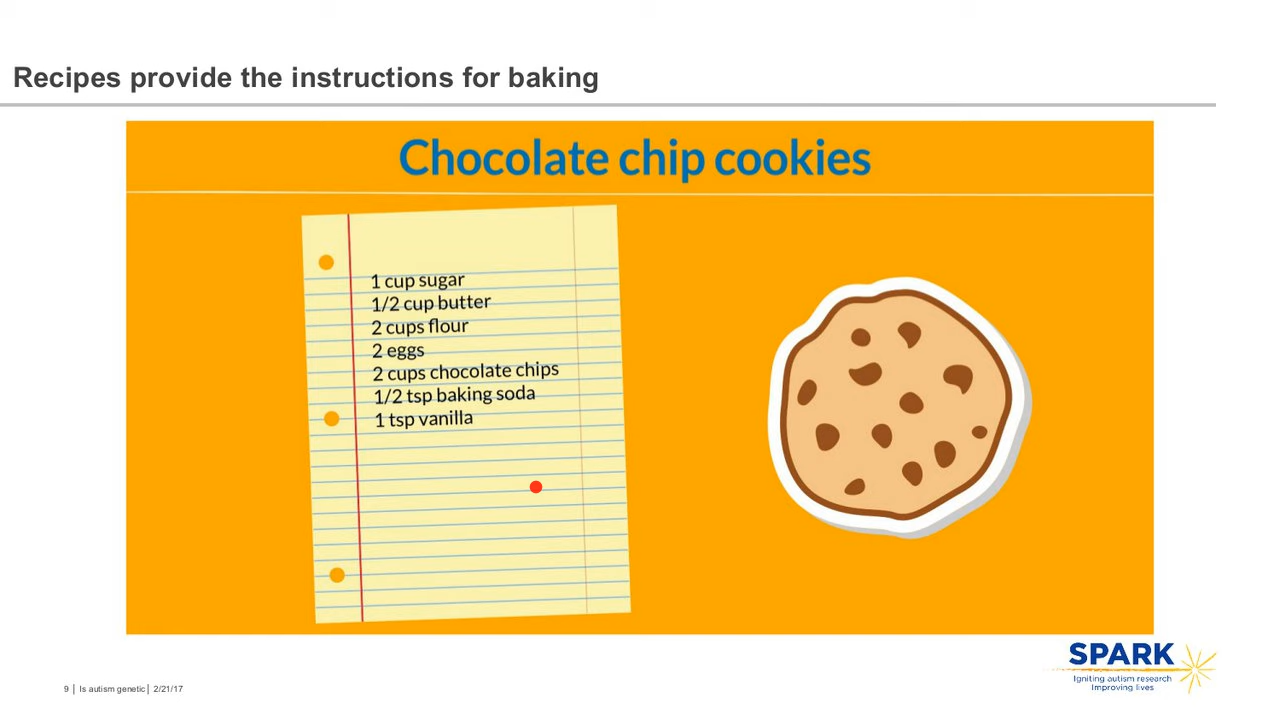 Recipes provide the instructions for baking
Chocolate chip cookies
1 cup sugar
1/2 cup butter
2 cups flour
2 eggs
2 cups chocolate chips
1/2 tsp baking soda
1 tsp vanilla
SPARK
Igniting autism research
Improving lives
9 | Is autism genetic | 2/21/17